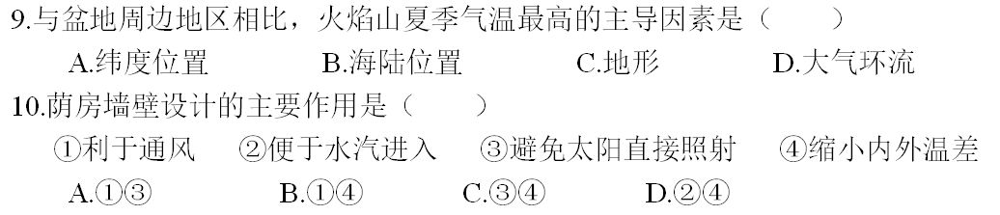 9.与盆地周边地区相比，火焰山夏季气温最高的主导因素是（　　）
A.纬度位置　　B.海陆位置　　C.地形　　D.大气环流
10.荫房墙壁设计的主要作用是（　　）
①利于通风　②便于水汽进入　③避免太阳直接照射　④缩小内外温差
A.①③　　B.①④　　C.③④　　D.②④